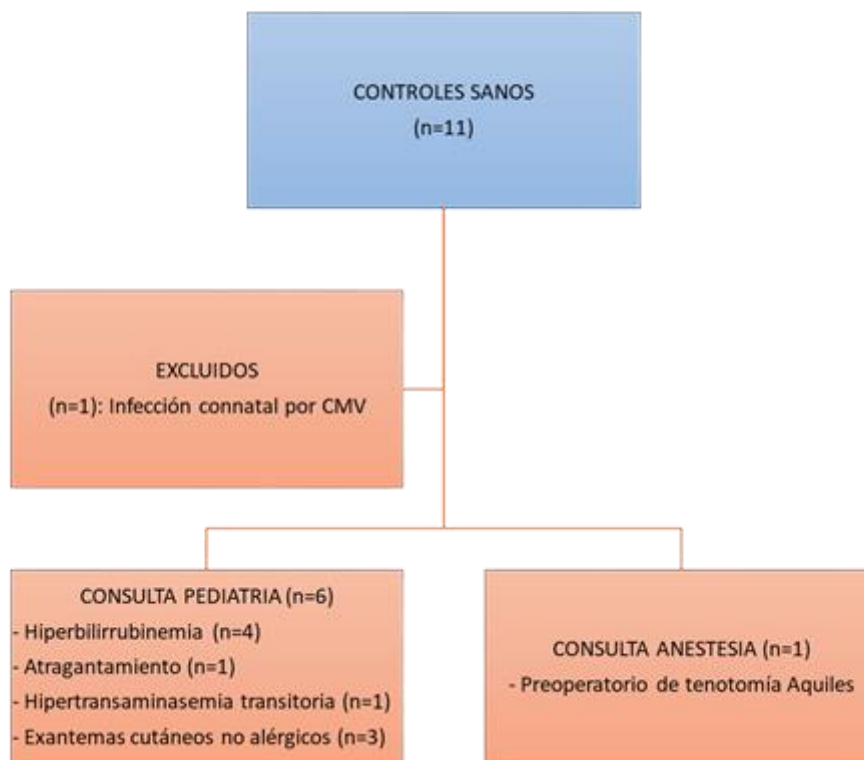 CONTROLES SANOS
(n=11)
EXCLUIDOS
(n=1): Infección connatal por CMV
CONSULTA PEDIATRIA (n=6)
- Hiperbilirrubinemia (n=4)
- Atragantamiento (n=1)
- Hipertransaminasemia transitoria (n=1)
- Exantemas cutáneos no alérgicos (n=3)
CONSULTA ANESTESIA (n=1)
- Preoperatorio de tenotomía Aquiles